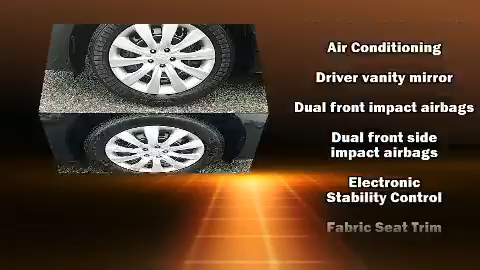 Air Conditioning
Driver vanity mirror
Dual front impact airbags
Dual front side
impact airbags
Electronic
Stability Control
Fabric Seat Trim